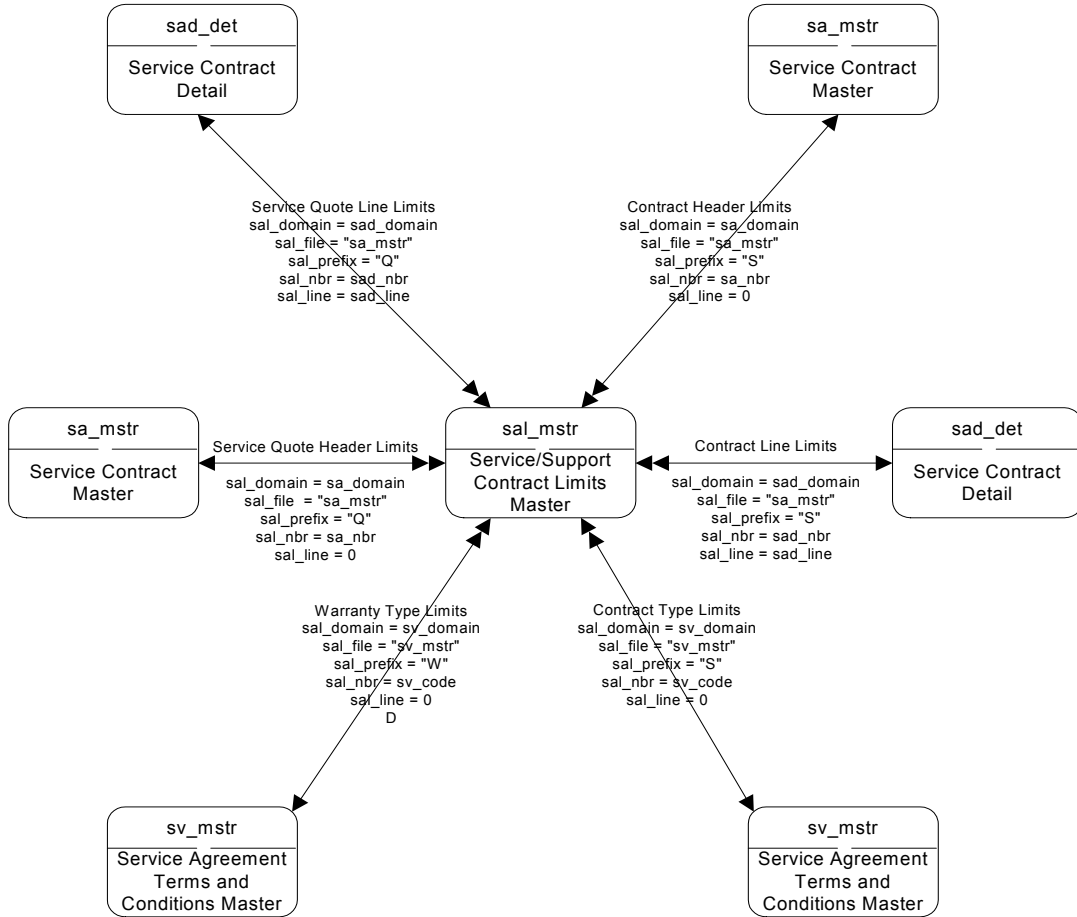 sad_det
Service Contract
Detail
sa_mstr
Service Contract
Master
Service Quote Line Limits
sal_domain = sad_domain
sal_file = "sa_mstr"
sal_prefix = "Q"
sal_nbr = sad_nbr
sal_line = sad_line
Contract Header Limits
sal_domain = sa_domain
sal_file = "sa_mstr"
sal_prefix = "S"
sal_nbr = sa_nbr
sal_line = 0
sa_mstr
Service Contract
Master
Service Quote Header Limits
sal_domain = sa_domain
sal_file = "sa_mstr"
sal_prefix = "Q"
sal_nbr = sa_nbr
sal_line = 0
sal_mstr
Service/Support
Contract Limits
Master
Contract Line Limits
sal_domain = sad_domain
sal_file = "sa_mstr"
sal_prefix = "S"
sal_nbr = sad_nbr
sal_line = sad_line
sad_det
Service Contract
Detail
Warranty Type Limits
sal_domain = sv_domain
sal_file = "sv_mstr"
sal_prefix = "W"
sal_nbr = sv_code
sal_line = 0
D
Contract Type Limits
sal_domain = sv_domain
sal_file = "sv_mstr"
sal_prefix = "S"
sal_nbr = sv_code
sal_line = 0
sv_mstr
Service Agreement
Terms and
Conditions Master
sv_mstr
Service Agreement
Terms and
Conditions Master